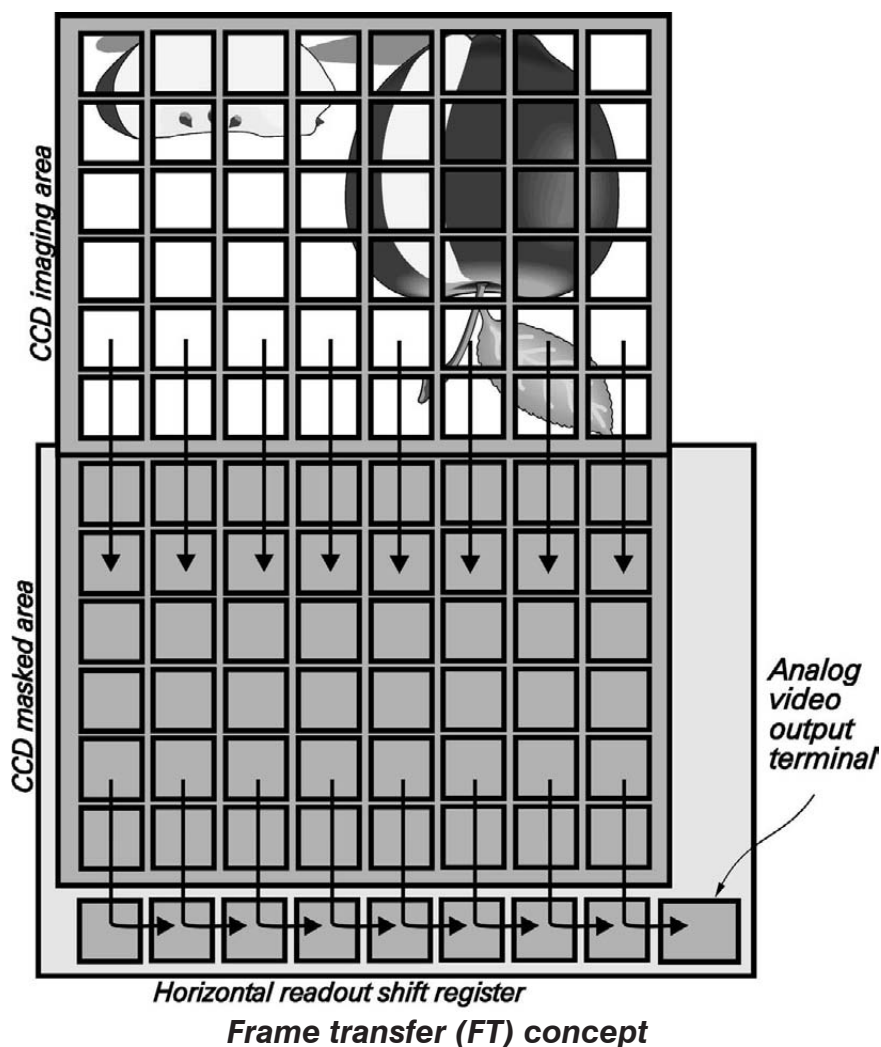 CCD imaging area
CCD masked area
Analog
video
output
terminal
Horizontal readout shift register
Frame transfer (FT) concept